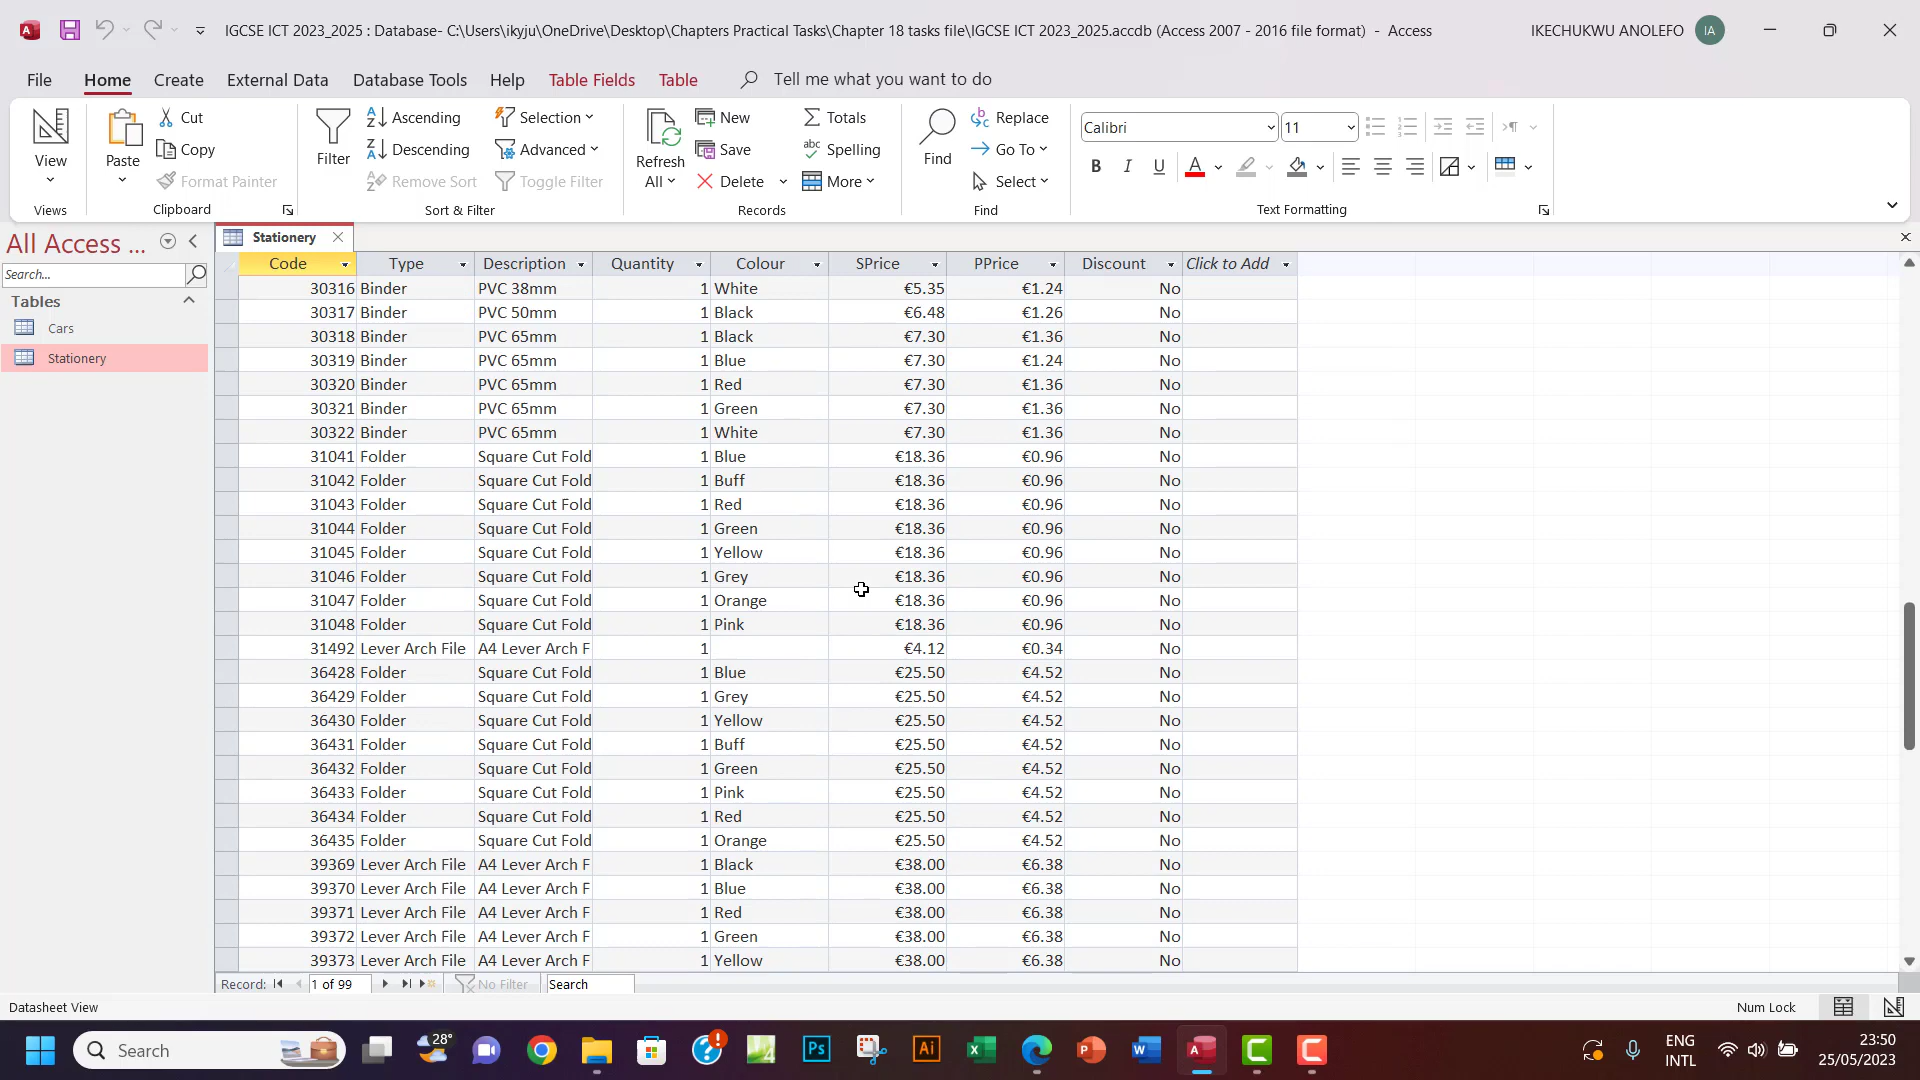 IGCSE ICT 2023_2025 : Database- C:\Users\ikyju\OneDrive\Desktop\Chapters Practical Tasks\Chapter 18 tasks file\IGCSE ICT 2023_2025.accdb (Access 2007 - 2016 file format) - Access
IKECHUKWU ANOLEFO IA
File Home Create External Data Database Tools Help Table Fields Table Tell me what you want to do
View
Views
Paste
Cut
Copy
Format Painter
Clipboard
Filter
Ascending
Descending
Remove Sort
Selection
Advanced
Toggle Filter
Sort & Filter
Refresh
All
New
Save
Delete
Totals
Spelling
More
Records
Find
Replace
Go To
Select
Find
Calibri 11
B I U A
Text Formatting
All Access ...
Search...
Tables
Cars
Stationery
Stationery
Code Type Description Quantity Colour SPrice PPrice Discount Click to Add
30316 Binder PVC 38mm 1 White €5.35 €1.24 No
30317 Binder PVC 50mm 1 Black €6.48 €1.26 No
30318 Binder PVC 65mm 1 Black €7.30 €1.36 No
30319 Binder PVC 65mm 1 Blue €7.30 €1.24 No
30320 Binder PVC 65mm 1 Red €7.30 €1.36 No
30321 Binder PVC 65mm 1 Green €7.30 €1.36 No
30322 Binder PVC 65mm 1 White €7.30 €1.36 No
31041 Folder Square Cut Fold 1 Blue €18.36 €0.96 No
31042 Folder Square Cut Fold 1 Buff €18.36 €0.96 No
31043 Folder Square Cut Fold 1 Red €18.36 €0.96 No
31044 Folder Square Cut Fold 1 Green €18.36 €0.96 No
31045 Folder Square Cut Fold 1 Yellow €18.36 €0.96 No
31046 Folder Square Cut Fold 1 Grey €18.36 €0.96 No
31047 Folder Square Cut Fold 1 Orange €18.36 €0.96 No
31048 Folder Square Cut Fold 1 Pink €18.36 €0.96 No
31492 Lever Arch File A4 Lever Arch F 1 €4.12 €0.34 No
36428 Folder Square Cut Fold 1 Blue €25.50 €4.52 No
36429 Folder Square Cut Fold 1 Grey €25.50 €4.52 No
36430 Folder Square Cut Fold 1 Yellow €25.50 €4.52 No
36431 Folder Square Cut Fold 1 Buff €25.50 €4.52 No
36432 Folder Square Cut Fold 1 Green €25.50 €4.52 No
36433 Folder Square Cut Fold 1 Pink €25.50 €4.52 No
36434 Folder Square Cut Fold 1 Red €25.50 €4.52 No
36435 Folder Square Cut Fold 1 Orange €25.50 €4.52 No
39369 Lever Arch File A4 Lever Arch F 1 Black €38.00 €6.38 No
39370 Lever Arch File A4 Lever Arch F 1 Blue €38.00 €6.38 No
39371 Lever Arch File A4 Lever Arch F 1 Red €38.00 €6.38 No
39372 Lever Arch File A4 Lever Arch F 1 Green €38.00 €6.38 No
39373 Lever Arch File A4 Lever Arch F 1 Yellow €38.00 €6.38 No
Record: 1 of 99 No Filter Search
Datasheet View Num Lock
Search 28° Ps Ai ENG INTL 23:50 25/05/2023